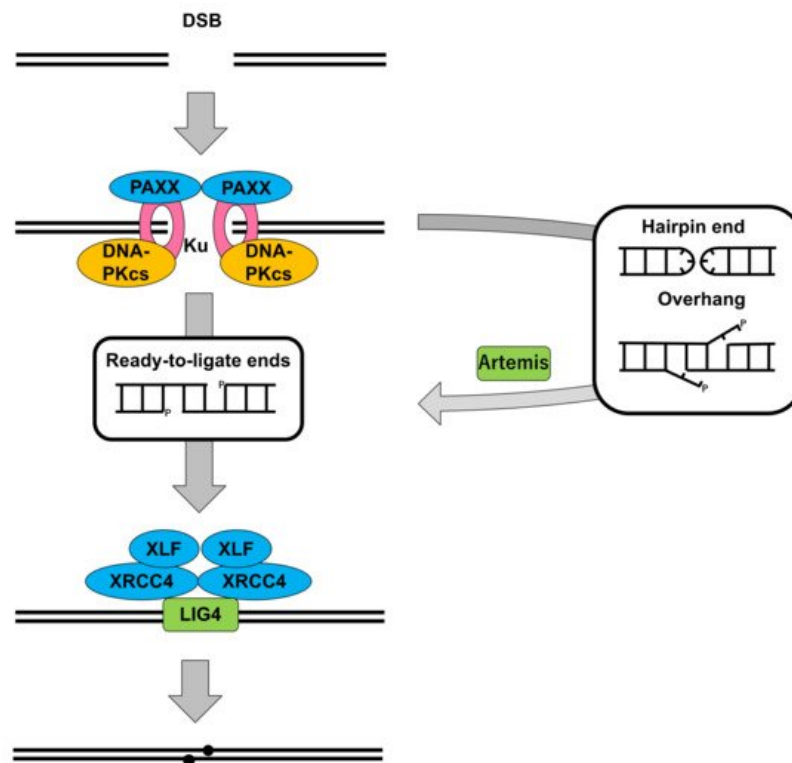 DSB
PAXX
PAXX
Ku
DNA-
PKcs
DNA-
PKcs
Hairpin end
Overhang
P
P
Artemis
Ready-to-ligate ends
P
P
XLF
XLF
XRCC4
XRCC4
LIG4